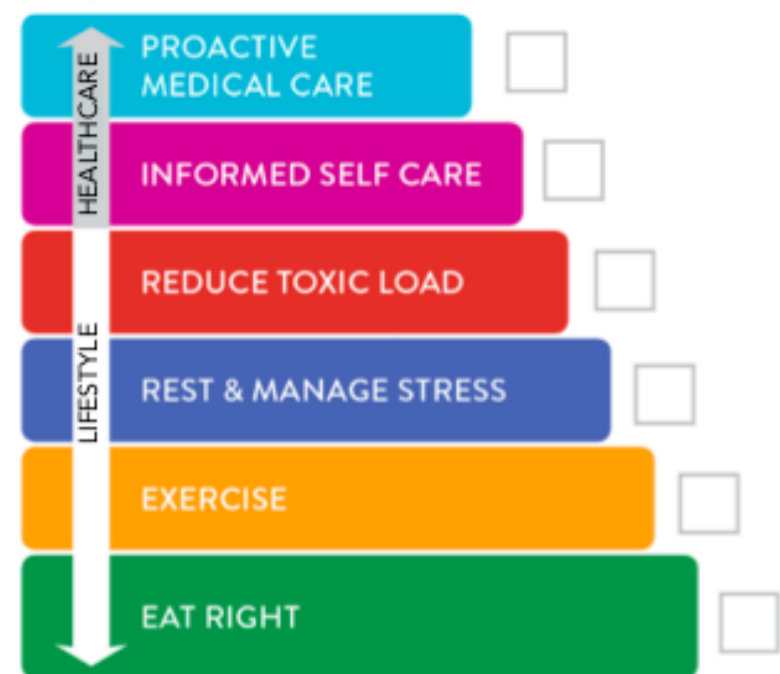 PROACTIVE
MEDICAL CARE
HEALTHCARE
INFORMED SELF CARE
REDUCE TOXIC LOAD
LIFESTYLE
REST & MANAGE STRESS
EXERCISE
EAT RIGHT